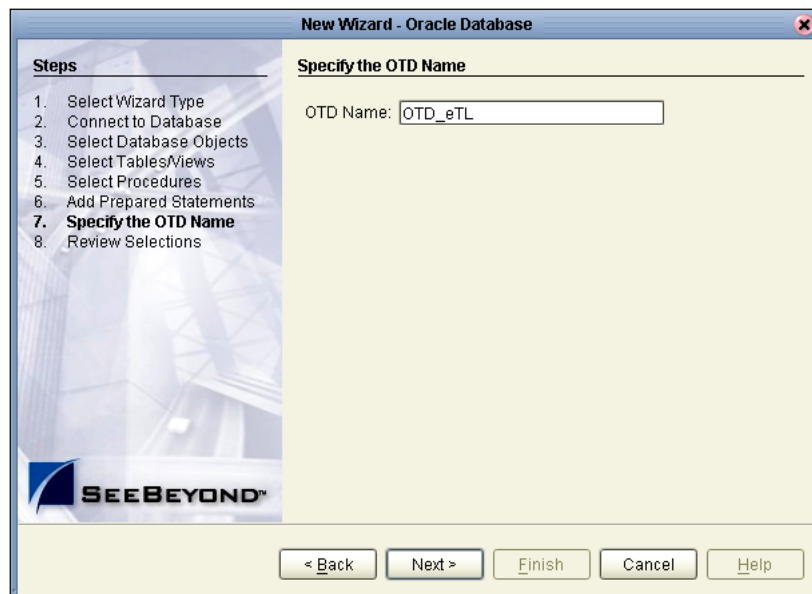 New Wizard - Oracle Database
Steps
1. Select Wizard Type
2. Connect to Database
3. Select Database Objects
4. Select Tables/Views
5. Select Procedures
6. Add Prepared Statements
7. Specify the OTD Name
8. Review Selections
SEEBEYOND™
Specify the OTD Name
OTD Name: OTD_eTL
< Back Next > Finish Cancel Help